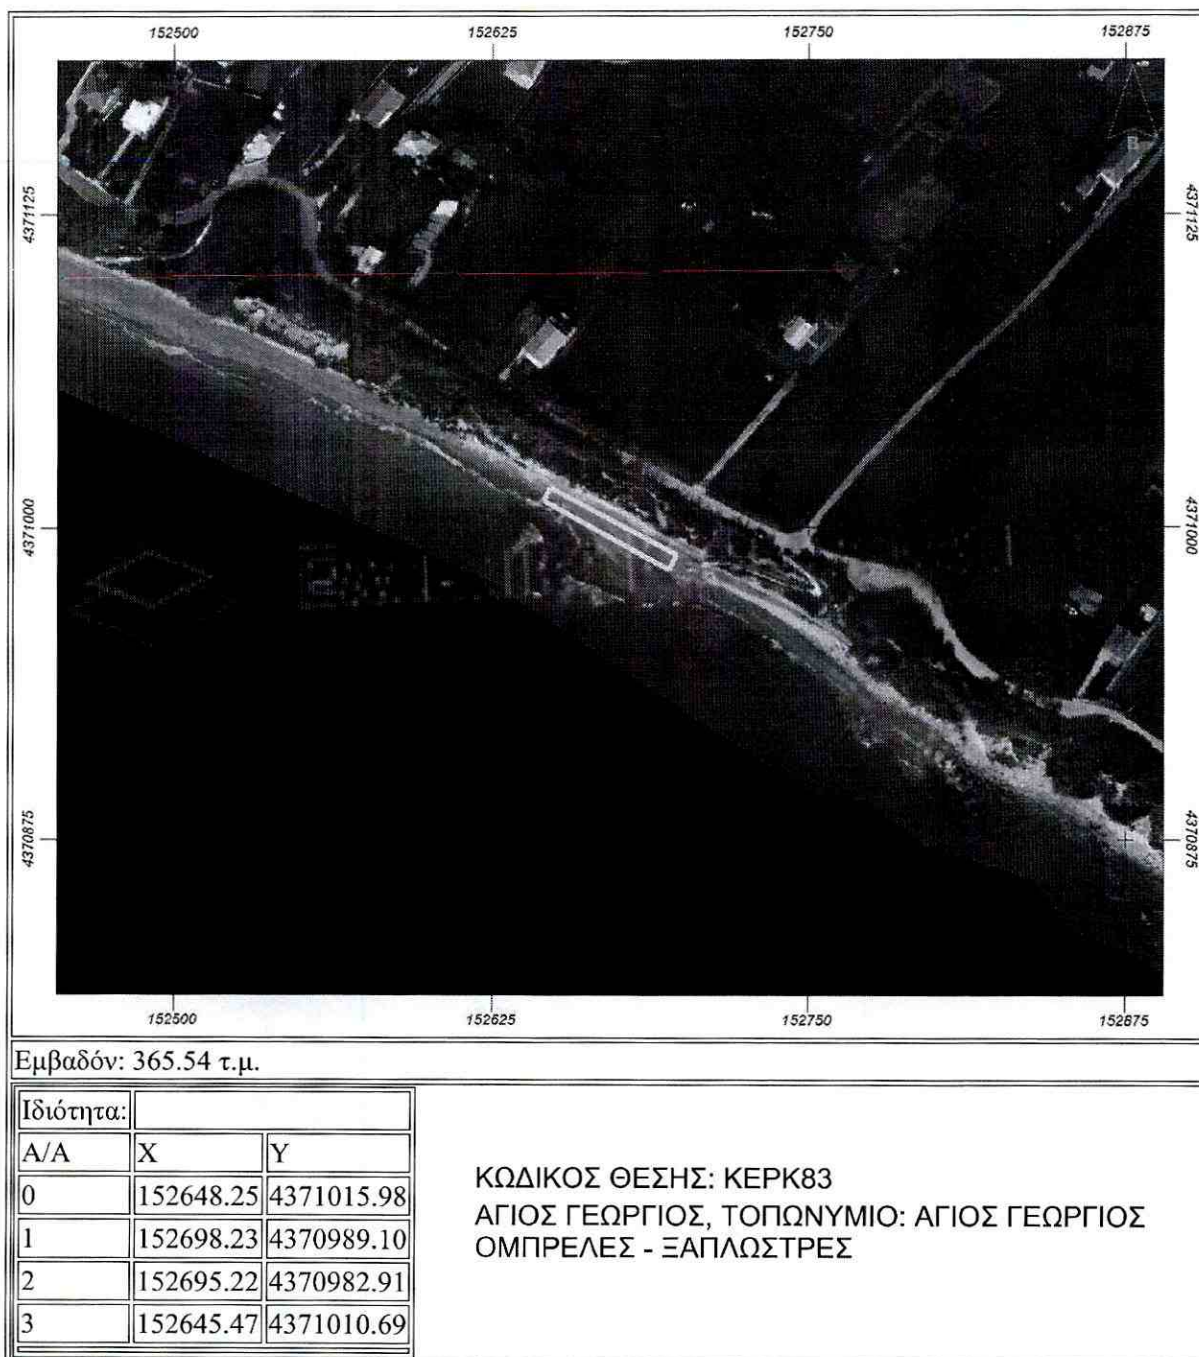 152500 152625 152750 152875
B
4371125 4371125
4371000 4371000
4370875 4370875
152500 152625 152750 152875
Εμβαδόν: 365.54 τ.μ.
Ιδιότητα:
Α/Α X Y
0 152648.25 4371015.98
1 152698.23 4370989.10
2 152695.22 4370982.91
3 152645.47 4371010.69
ΚΩΔΙΚΟΣ ΘΕΣΗΣ: ΚΕΡΚ83
ΑΓΙΟΣ ΓΕΩΡΓΙΟΣ, ΤΟΠΩΝΥΜΙΟ: ΑΓΙΟΣ ΓΕΩΡΓΙΟΣ
ΟΜΠΡΕΛΕΣ - ΞΑΠΛΩΣΤΡΕΣ